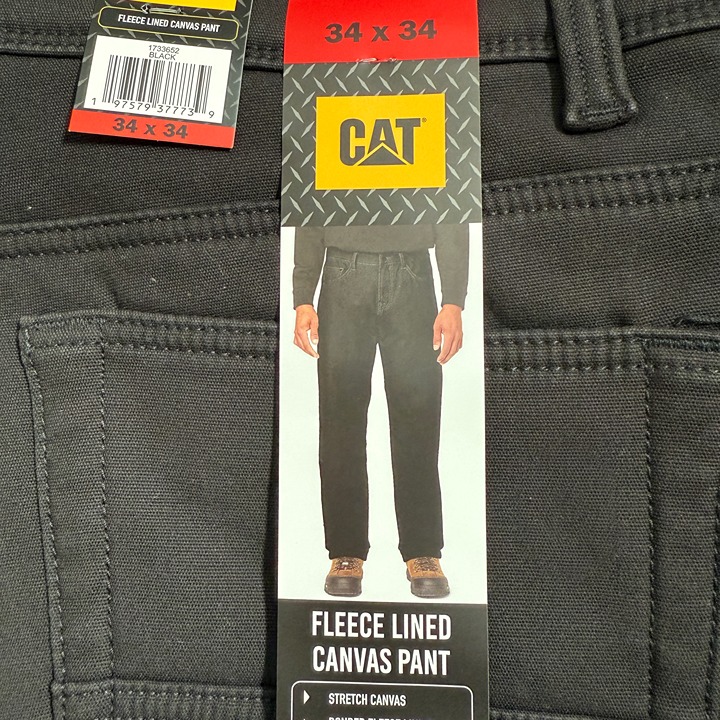 FLEECE LINED CANVAS PANT
1733652
BLACK
1 97579 37773 9
34 x 34
34 x 34
CAT®
FLEECE LINED
CANVAS PANT
STRETCH CANVAS